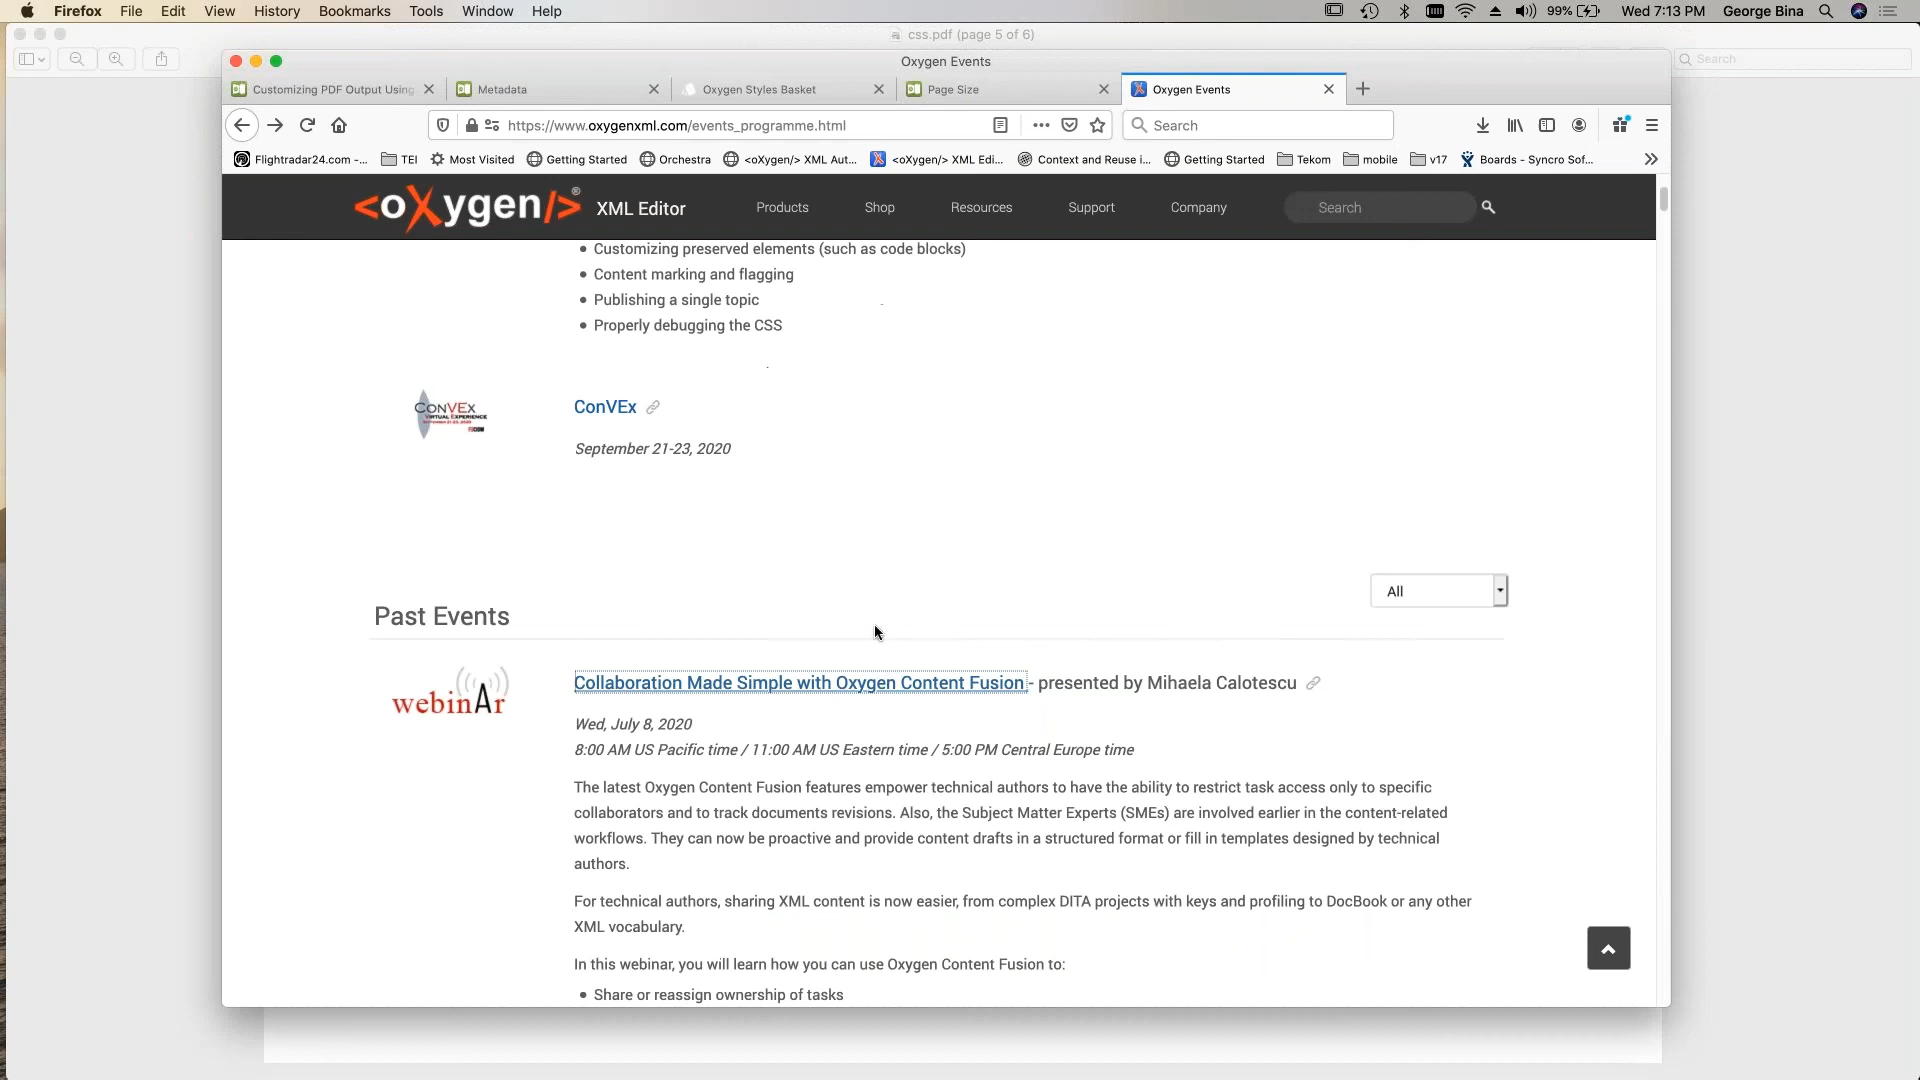 Firefox File Edit View History Bookmarks Tools Window Help 99% Wed 7:13 PM George Bina
css.pdf (page 5 of 6)
Search
Oxygen Events
Customizing PDF Output Using Metadata Oxygen Styles Basket Page Size Oxygen Events
https://www.oxygenxml.com/events_programme.html Search
Flightradar24.com -... TEI Most Visited Getting Started Orchestra <oXygen/> XML Aut... <oXygen/> XML Edi... Context and Reuse i... Getting Started Tekom mobile v17 Boards - Syncro Sof...
<oXygen/>® XML Editor Products Shop Resources Support Company Search
• Customizing preserved elements (such as code blocks)
• Content marking and flagging
• Publishing a single topic
• Properly debugging the CSS
CONVEX
VIRTUAL EXPERIENCE
ConVEx
September 21-23, 2020
All
Past Events
webinAr
Collaboration Made Simple with Oxygen Content Fusion - presented by Mihaela Calotescu
Wed, July 8, 2020
8:00 AM US Pacific time / 11:00 AM US Eastern time / 5:00 PM Central Europe time
The latest Oxygen Content Fusion features empower technical authors to have the ability to restrict task access only to specific
collaborators and to track documents revisions. Also, the Subject Matter Experts (SMEs) are involved earlier in the content-related
workflows. They can now be proactive and provide content drafts in a structured format or fill in templates designed by technical
authors.
For technical authors, sharing XML content is now easier, from complex DITA projects with keys and profiling to DocBook or any other
XML vocabulary.
In this webinar, you will learn how you can use Oxygen Content Fusion to:
• Share or reassign ownership of tasks